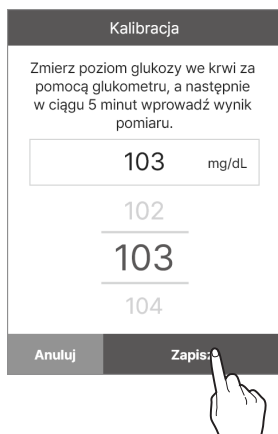 Kalibracja
Zmierz poziom glukozy we krwi za
pomocą glukometru, a następnie
w ciągu 5 minut wprowadź wynik
pomiaru.
103 mg/dL
102
103
104
Anuluj Zapisz